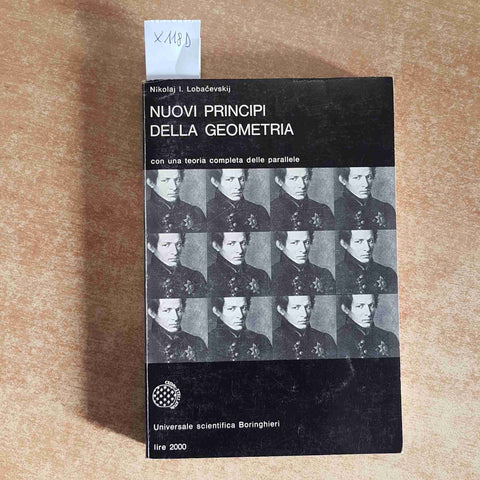 X118D
Nikolaj I. Lobačevskij
NUOVI PRINCIPI
DELLA GEOMETRIA
con una teoria completa delle parallele
Universale scientifica Boringhieri
lire 2000